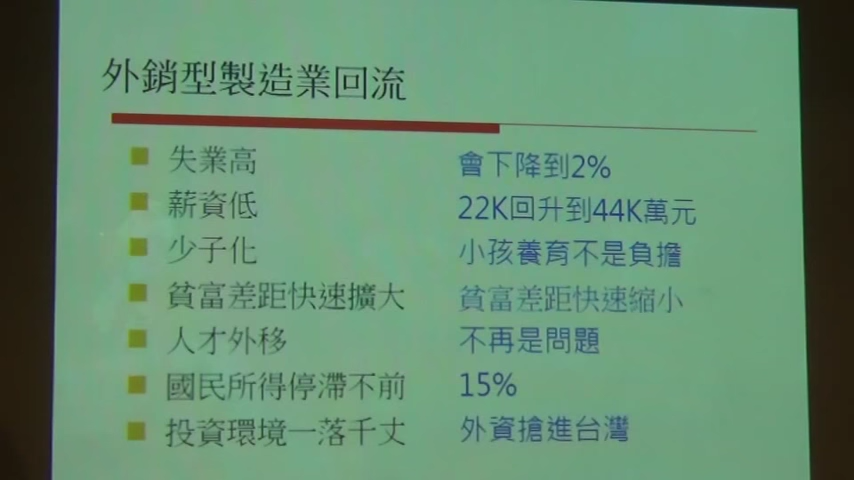 外銷型製造業回流
失業高 會下降到2%
薪資低 22K回升到44K萬元
少子化 小孩養育不是負擔
貧富差距快速擴大 貧富差距快速縮小
人才外移 不再是問題
國民所得停滯不前 15%
投資環境一落千丈 外資搶進台灣